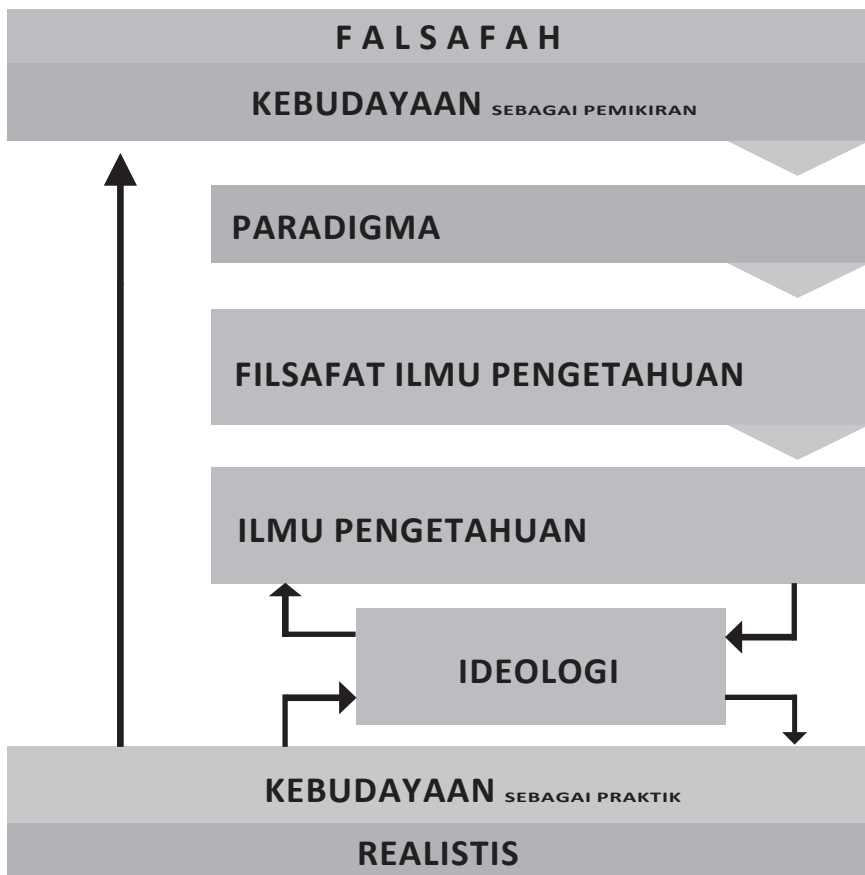 F A L S A F A H
KEBUDAYAAN SEBAGAI PEMIKIRAN
PARADIGMA
FILSAFAT ILMU PENGETAHUAN
ILMU PENGETAHUAN
IDEOLOGI
KEBUDAYAAN SEBAGAI PRAKTIK
REALISTIS